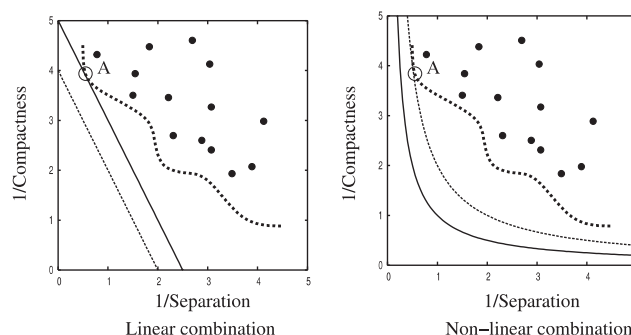 5
4
3
2
1
0
0 1 2 3 4 5
1/Compactness
A
1/Separation
Linear combination
5
4
3
2
1
0
0 1 2 3 4
1/Compactness
A
1/Separation
Non-linear combination